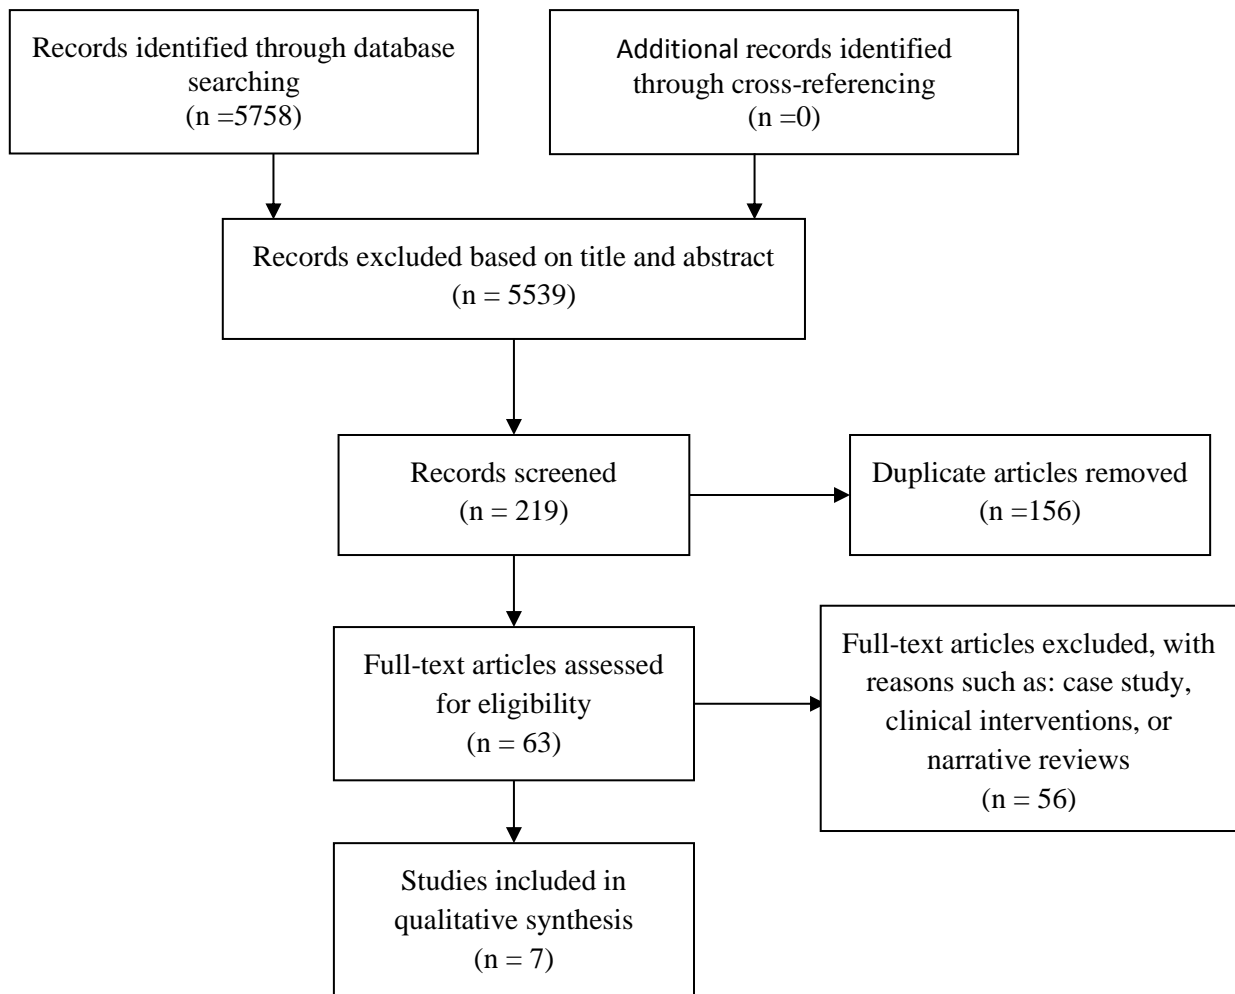 Records identified through database
searching
(n =5758)
Additional records identified
through cross-referencing
(n =0)
Records excluded based on title and abstract
(n = 5539)
Records screened
(n = 219)
Duplicate articles removed
(n =156)
Full-text articles assessed
for eligibility
(n = 63)
Full-text articles excluded, with
reasons such as: case study,
clinical interventions, or
narrative reviews
(n = 56)
Studies included in
qualitative synthesis
(n = 7)